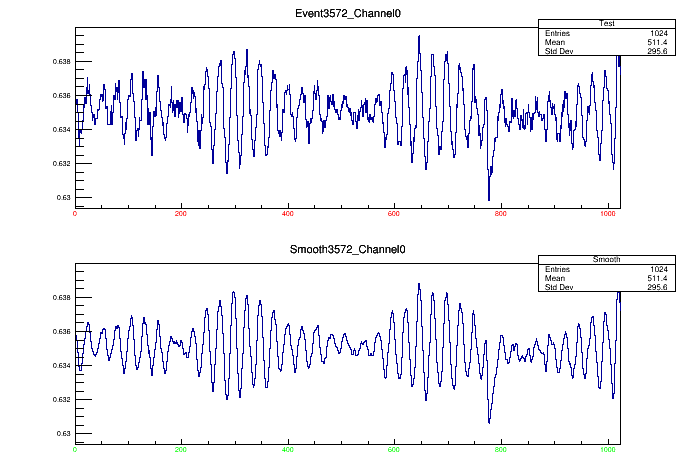 Event3572_Channel0
Test
Entries 1024
Mean 511.4
Std Dev 295.6
0.638
0.636
0.634
0.632
0.63
0 200 400 600 800 1000
Smooth3572_Channel0
Smooth
Entries 1024
Mean 511.4
Std Dev 295.6
0.638
0.636
0.634
0.632
0.63
0 200 400 600 800 1000